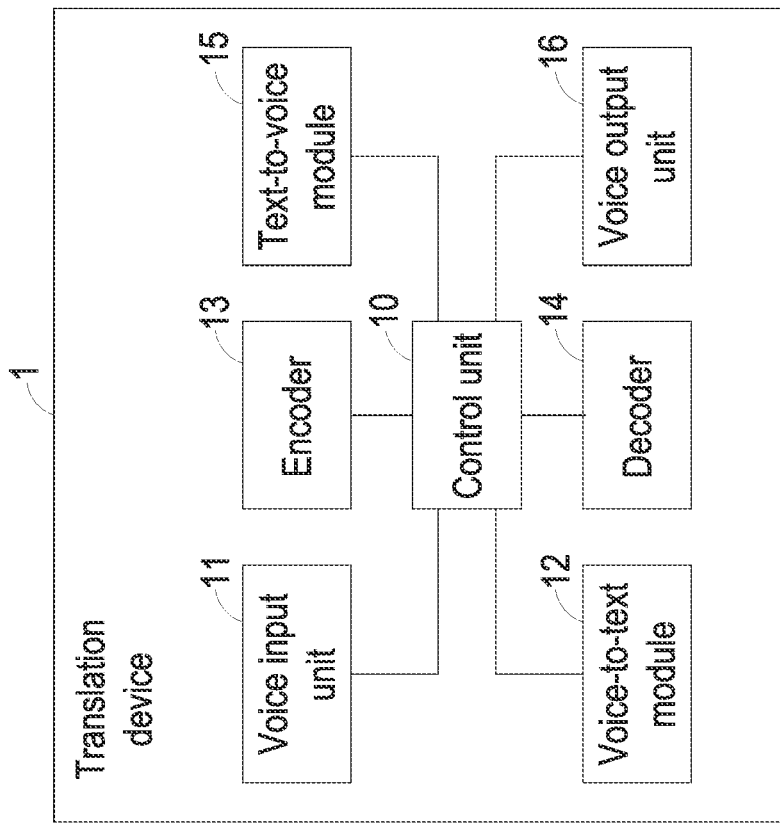 1
Translation
device
11
Voice input
unit
13
Encoder
15
Text-to-voice
module
10
Control unit
12
Voice-to-text
module
14
Decoder
16
Voice output
unit